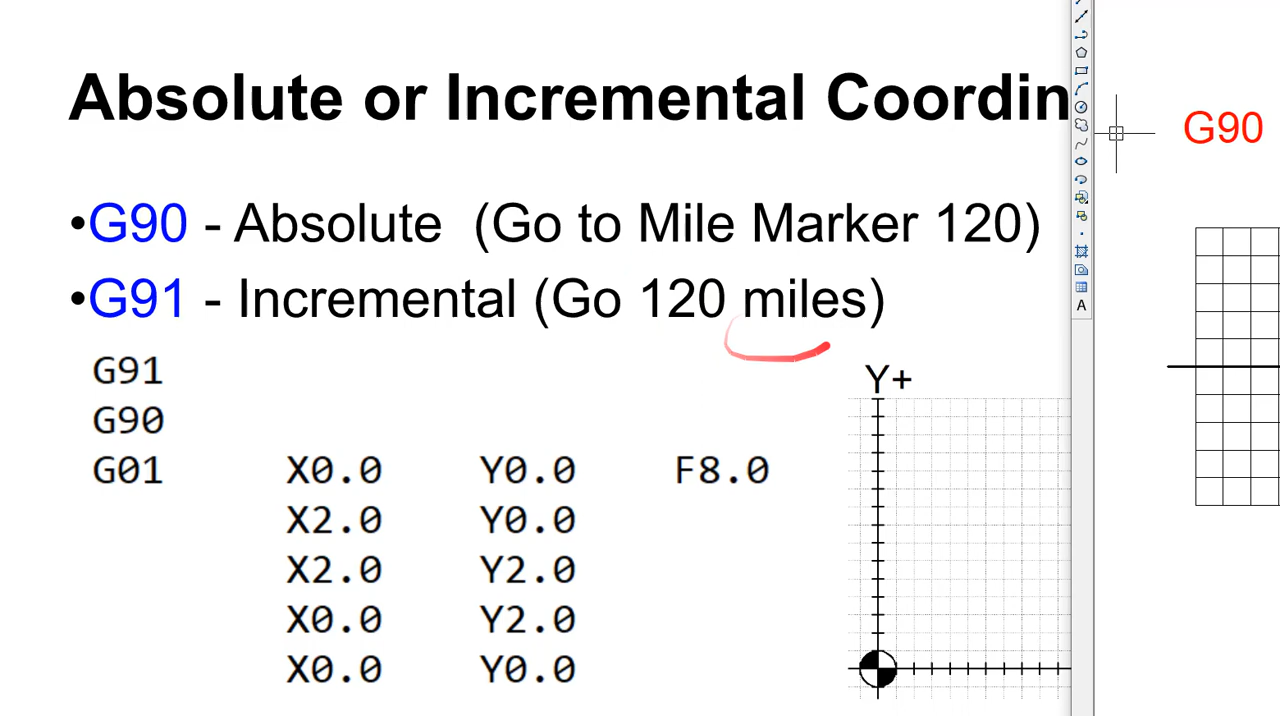 Absolute or Incremental Coordin
•G90 - Absolute (Go to Mile Marker 120)
•G91 - Incremental (Go 120 miles)
G91
G90
G01 X0.0 Y0.0 F8.0
X2.0 Y0.0
X2.0 Y2.0
X0.0 Y2.0
X0.0 Y0.0
Y+
A
G90